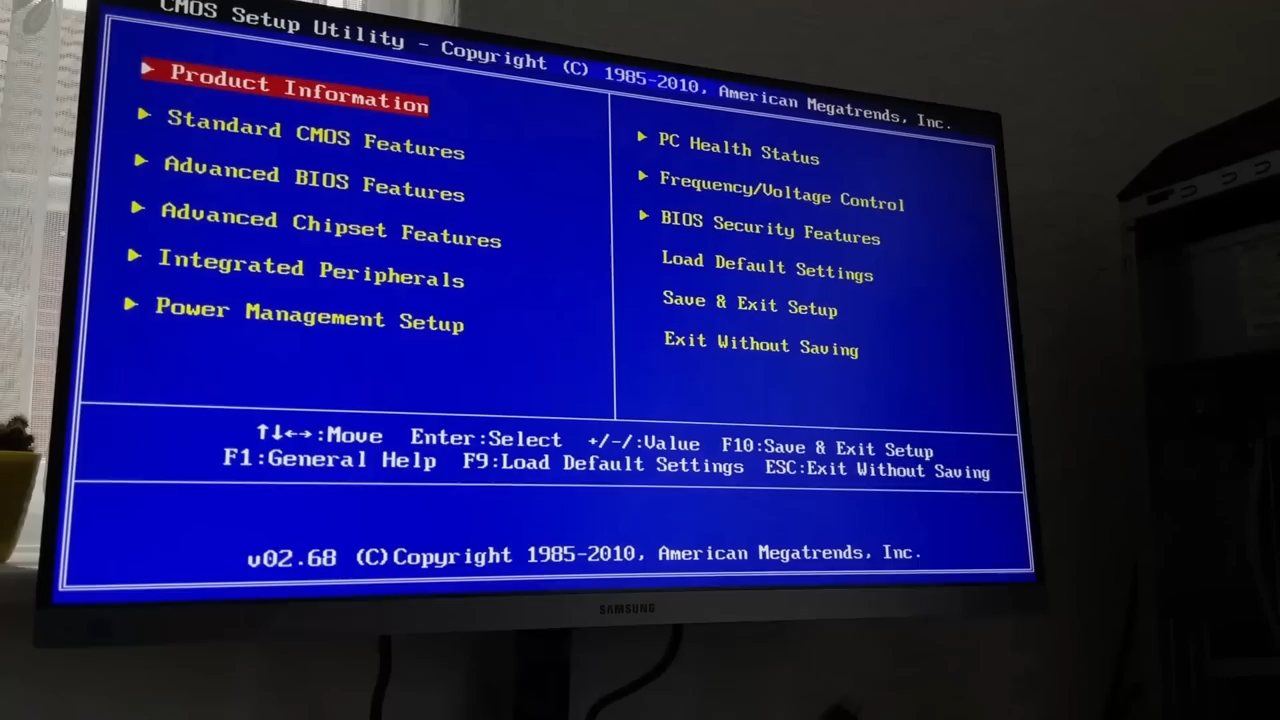 CMOS Setup Utility - Copyright (C) 1985-2010, American Megatrends, Inc.
Product Information
Standard CMOS Features
Advanced BIOS Features
Advanced Chipset Features
Integrated Peripherals
Power Management Setup
PC Health Status
Frequency/Voltage Control
BIOS Security Features
Load Default Settings
Save & Exit Setup
Exit Without Saving
↑↓←→:Move Enter:Select +/-/:Value F10:Save & Exit Setup
F1:General Help F9:Load Default Settings ESC:Exit Without Saving
v02.68 (C)Copyright 1985-2010, American Megatrends, Inc.
SAMSUNG